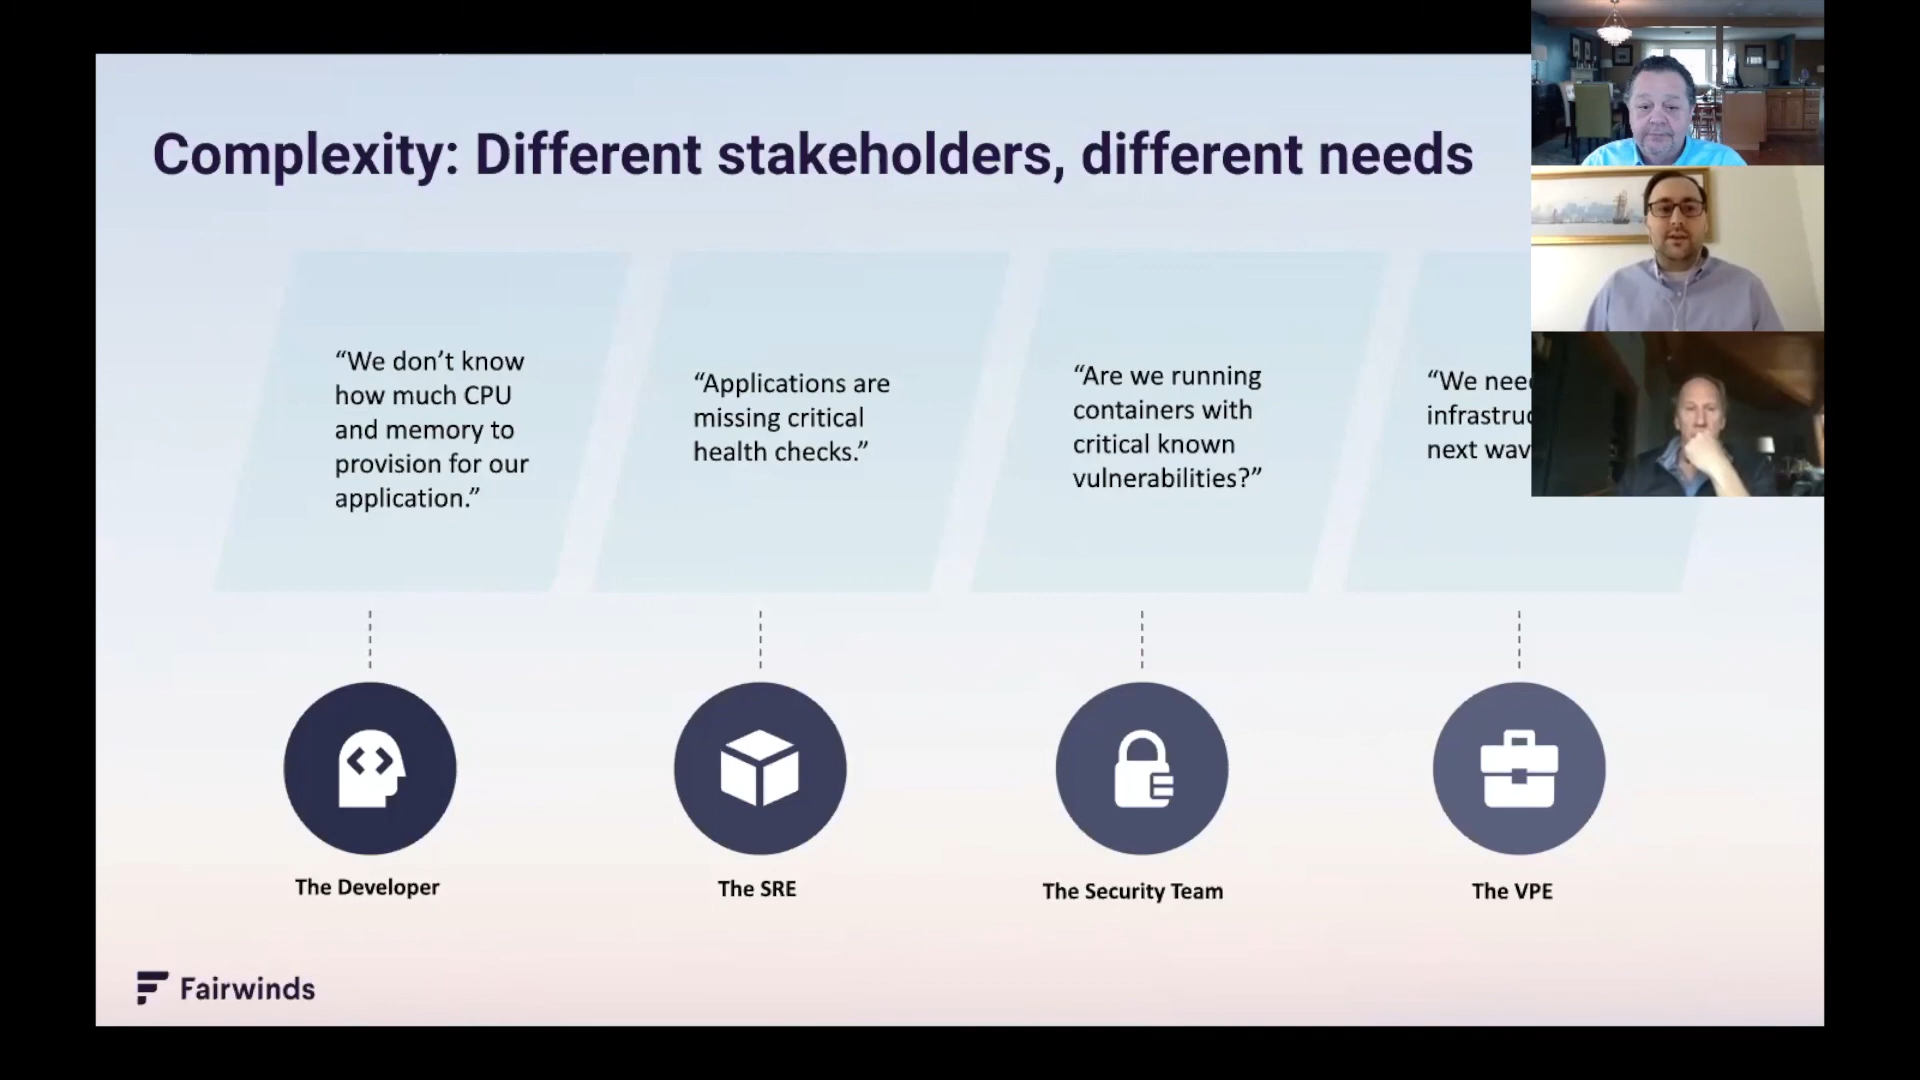 Complexity: Different stakeholders, different needs
“We don’t know
how much CPU
and memory to
provision for our
application.”
“Applications are
missing critical
health checks.”
“Are we running
containers with
critical known
vulnerabilities?”
“We
next
The Developer
The SRE
The Security Team
The VPE
Fairwinds